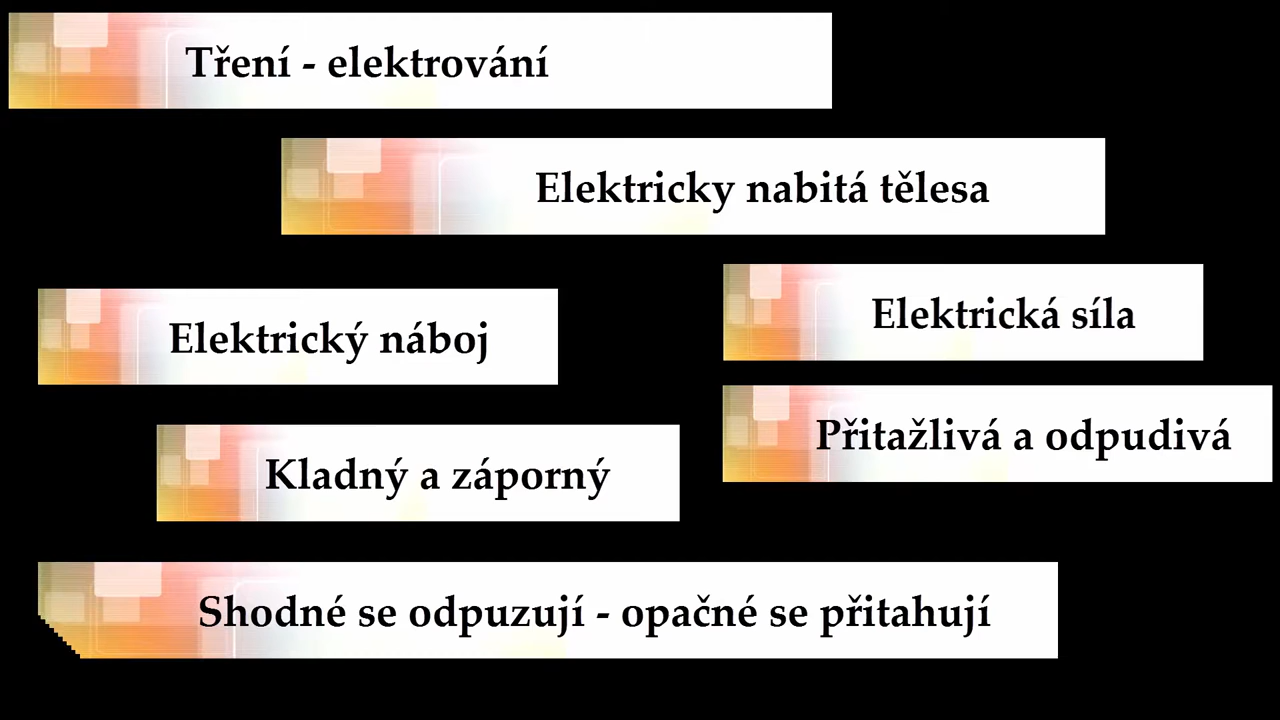 Tření - elektrování
Elektricky nabitá tělesa
Elektrický náboj
Elektrická síla
Přitažlivá a odpudivá
Kladný a záporný
Shodné se odpuzují - opačné se přitahují